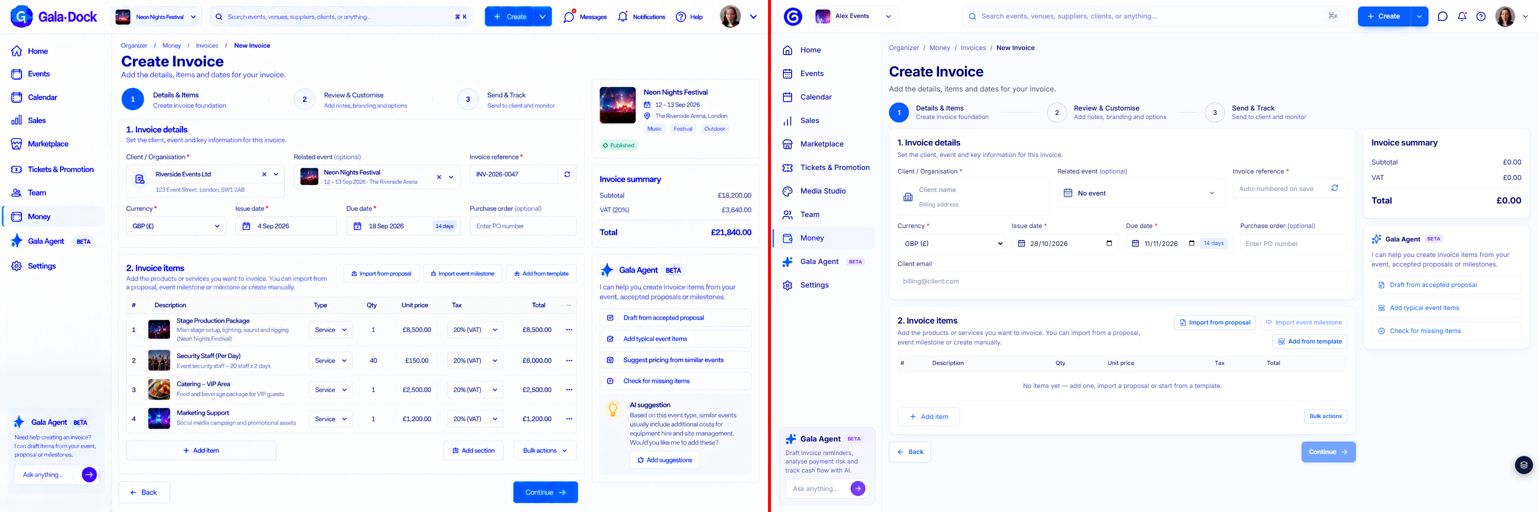 Gala·Dock
Neon Nights Festival
Search events, venues, suppliers, clients, or anything...
⌘ K
+ Create
Messages
Notifications
Help
Home
Events
Calendar
Sales
Marketplace
Tickets & Promotion
Team
Money
Gala Agent BETA
Settings
Gala Agent BETA
Need help creating an invoice?
I can draft items from your event,
proposal or milestones.
Ask anything...
Organizer / Money / Invoices / New Invoice
Create Invoice
Add the details, items and dates for your invoice.
1 Details & Items
Create invoice foundation
2 Review & Customise
Add notes, branding and options
3 Send & Track
Send to client and monitor
1. Invoice details
Set the client, event and key information for this invoice.
Client / Organisation *
Riverside Events Ltd
123 Event Street, London, SW1 2AB
Related event (optional)
Neon Nights Festival
12 – 13 Sep 2026 · The Riverside Arena
Invoice reference *
INV-2026-0047
Currency *
GBP (£)
Issue date *
4 Sep 2026
Due date *
18 Sep 2026
14 days
Purchase order (optional)
Enter PO number
2. Invoice items
Add the products or services you want to invoice. You can import from
a proposal, event milestone or milestone or create manually.
Import from proposal
Import event milestone
Add from template
# Description Type Qty Unit price Tax Total
1 Stage Production Package Service 1 £8,500.00 20% (VAT) £8,500.00
Main stage setup, lighting, sound and rigging
(Neon Nights Festival)
2 Security Staff (Per Day) Service 40 £150.00 20% (VAT) £6,000.00
Event security staff – 20 staff x 2 days
3 Catering – VIP Area Service 1 £2,500.00 20% (VAT) £2,500.00
Food and beverage package for VIP guests
4 Marketing Support Service 1 £1,200.00 20% (VAT) £1,200.00
Social media campaign and promotional assets
+ Add item
Add section
Bulk actions
← Back
Continue →
Neon Nights Festival
12 – 13 Sep 2026
The Riverside Arena, London
Music Festival Outdoor
Published
Invoice summary
Subtotal £18,200.00
VAT (20%) £3,640.00
Total £21,840.00
Gala Agent BETA
I can help you create invoice items from your
event, accepted proposals or milestones.
Draft from accepted proposal
Add typical event items
Suggest pricing from similar events
Check for missing items
AI suggestion
Based on this event type, similar events
usually include additional costs for
equipment hire and site management.
Would you like me to add these?
Add suggestions
Alex Events
Search events, venues, suppliers, clients, or anything...
⌘K
+ Create
Home
Events
Calendar
Sales
Marketplace
Tickets & Promotion
Media Studio
Team
Money
Gala Agent BETA
Settings
Gala Agent BETA
Draft invoice reminders,
analyse payment risk and
track cash flow with AI.
Ask anything...
Organizer / Money / Invoices / New Invoice
Create Invoice
Add the details, items and dates for your invoice.
1 Details & Items
Create invoice foundation
2 Review & Customise
Add notes, branding and options
3 Send & Track
Send to client and monitor
1. Invoice details
Set the client, event and key information for this invoice.
Client / Organisation *
Client name
Billing address
Related event (optional)
No event
Invoice reference *
Auto-numbered on save
Currency *
GBP (£)
Issue date *
28/10/2026
Due date *
11/11/2026
14 days
Purchase order (optional)
Enter PO number
Client email
billing@client.com
2. Invoice items
Add the products or services you want to invoice. You can import from a proposal,
event milestone or create manually.
Import from proposal
Import event milestone
Add from template
# Description Qty Unit price Tax Total
No items yet — add one, import a proposal or start from a template.
+ Add item
Bulk actions
← Back
Continue →
Invoice summary
Subtotal £0.00
VAT £0.00
Total £0.00
Gala Agent BETA
I can help you create invoice items from your
event, accepted proposals or milestones.
Draft from accepted proposal
Add typical event items
Check for missing items